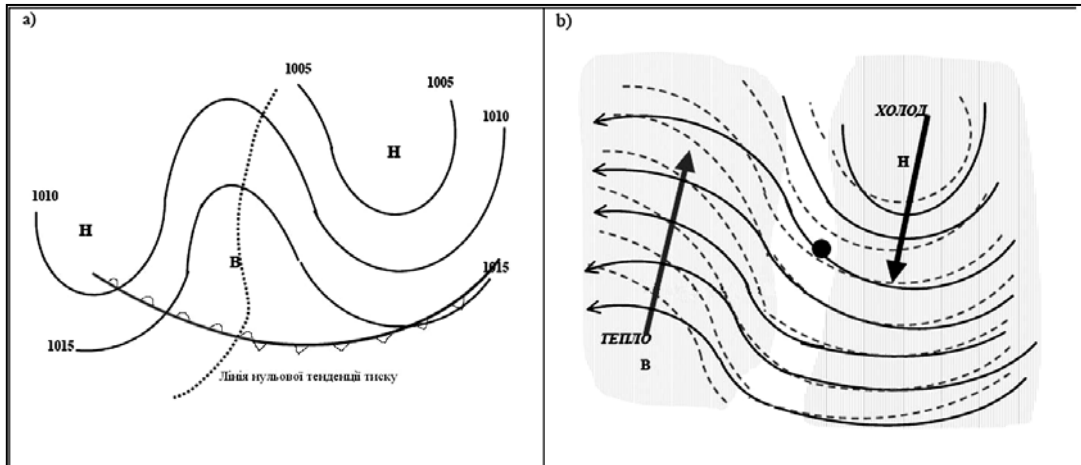 a)
1005
1005
1010
Н
1010
Н
В
1015
1015
Лінія нульової тенденції тиску
b)
ХОЛОД
Н
ТЕПЛО
В